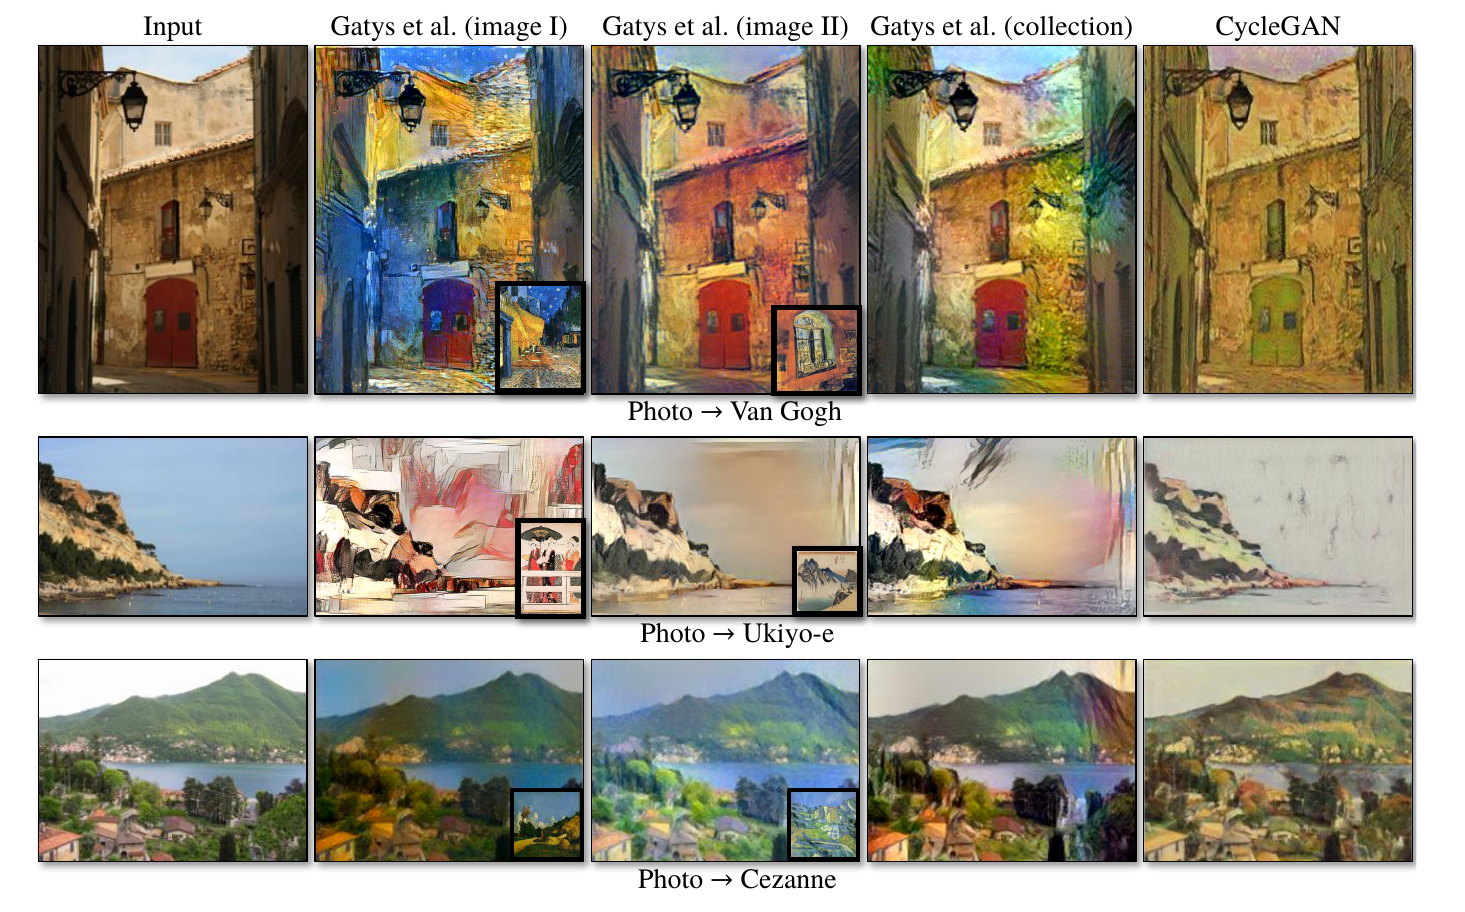 Input Gatys et al. (image I) Gatys et al. (image II) Gatys et al. (collection) CycleGAN
Photo → Van Gogh
Photo → Ukiyo-e
Photo → Cezanne